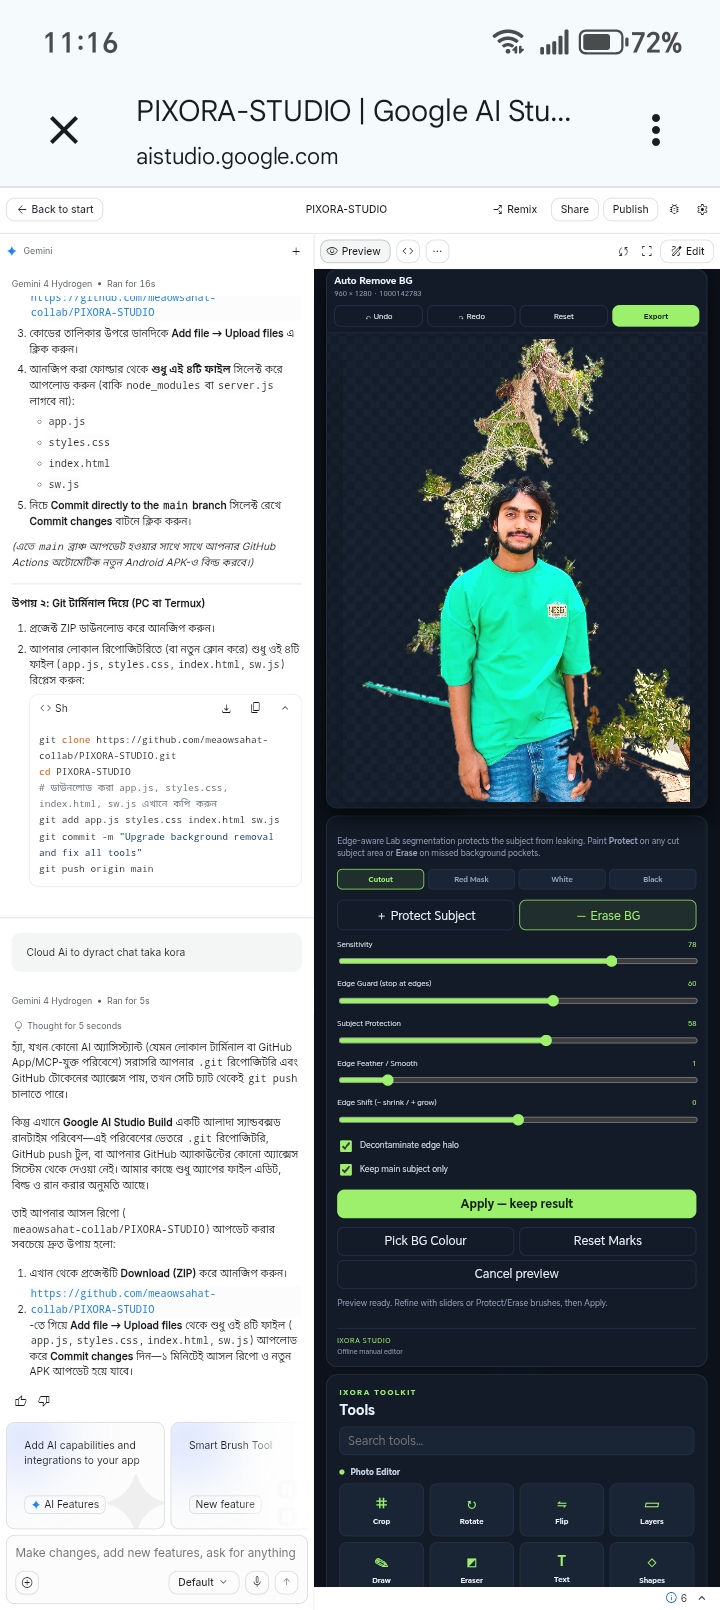 11:16
72%
PIXORA-STUDIO | Google AI Stu...
aistudio.google.com
← Back to start
PIXORA-STUDIO
Remix
Share
Publish
Gemini
+
Gemini 4 Hydrogen • Ran for 16s
https://github.com/meaowsahat-
collab/PIXORA-STUDIO
3. কোডের তালিকার উপরে ডানদিকে Add file → Upload files এ
ক্লিক করুন।
4. আনজিপ করা ফোল্ডার থেকে শুধু এই ৪টি ফাইল সিলেক্ট করে
আপলোড করুন (বাকি node_modules বা server.js
লাগবে না):
app.js
styles.css
index.html
sw.js
5. নিচে Commit directly to the main branch সিলেক্ট রেখে
Commit changes বাটনে ক্লিক করুন।
(এতে main ব্রাঞ্চ আপডেট হওয়ার সাথে সাথে আপনার GitHub
Actions অটোমেটিক নতুন Android APK-ও বিল্ড করবে।)
উপায় ২: Git টার্মিনাল দিয়ে (PC বা Termux)
1. প্রজেক্ট ZIP ডাউনলোড করে আনজিপ করুন।
2. আপনার লোকাল রিপোজিটরিতে (বা নতুন ক্লোন করে) শুধু ওই ৪টি
ফাইল (app.js, styles.css, index.html, sw.js)
রিপ্লেস করুন:
<> Sh
git clone https://github.com/meaowsahat-
collab/PIXORA-STUDIO.git
cd PIXORA-STUDIO
# ডাউনলোড করা app.js, styles.css,
index.html, sw.js এখানে কপি করুন
git add app.js styles.css index.html sw.js
git commit -m "Upgrade background removal
and fix all tools"
git push origin main
Cloud Ai to dyract chat taka kora
Gemini 4 Hydrogen • Ran for 5s
Thought for 5 seconds
হ্যাঁ, যখন কোনো AI অ্যাসিস্ট্যান্ট (যেমন লোকাল টার্মিনাল বা GitHub
App/MCP-যুক্ত পরিবেশে) সরাসরি আপনার .git রিপোজিটরি এবং
GitHub টোকেনের অ্যাক্সেস পায়, তখন সেটি চ্যাট থেকেই git push
চালাতে পারে।
কিন্তু এখানে Google AI Studio Build একটি আলাদা স্যান্ডবক্সড
রানটাইম পরিবেশ—এই পরিবেশের ভেতরে .git রিপোজিটরি,
GitHub push টুল, বা আপনার GitHub অ্যাকাউন্টের কোনো অ্যাক্সেস
সিস্টেম থেকে দেওয়া নেই। আমার কাছে শুধু অ্যাপের ফাইল এডিট,
বিল্ড ও রান করার অনুমতি আছে।
তাই আপনার আসল রিপো (
meaowsahat-collab/PIXORA-STUDIO) আপডেট করার
সবচেয়ে দ্রুত উপায় হলো:
1. এখান থেকে প্রজেক্টটি Download (ZIP) করে আনজিপ করুন।
https://github.com/meaowsahat-
2. collab/PIXORA-STUDIO
-তে গিয়ে Add file → Upload files থেকে শুধু ওই ৪টি ফাইল (
app.js, styles.css, index.html, sw.js) আপলোড
করে Commit changes দিন—১ মিনিটেই আসল রিপো ও নতুন
APK আপডেট হয়ে যাবে।
Add AI capabilities and
integrations to your app
AI Features
Smart Brush Tool
New feature
Make changes, add new features, ask for anything
Default
Preview
<>
...
Edit
Auto Remove BG
960 × 1280 · 1000142783
Undo
Redo
Reset
Export
Edge-aware Lab segmentation protects the subject from leaking. Paint Protect on any cut
subject area or Erase on missed background pockets.
Cutout
Red Mask
White
Black
+ Protect Subject
− Erase BG
Sensitivity 78
Edge Guard (stop at edges) 60
Subject Protection 58
Edge Feather / Smooth 1
Edge Shift (− shrink / + grow) 0
Decontaminate edge halo
Keep main subject only
Apply — keep result
Pick BG Colour
Reset Marks
Cancel preview
Preview ready. Refine with sliders or Protect/Erase brushes, then Apply.
IXORA STUDIO
Offline manual editor
IXORA TOOLKIT
Tools
Search tools...
Photo Editor
Crop
Rotate
Flip
Layers
Draw
Eraser
Text
Shapes
6